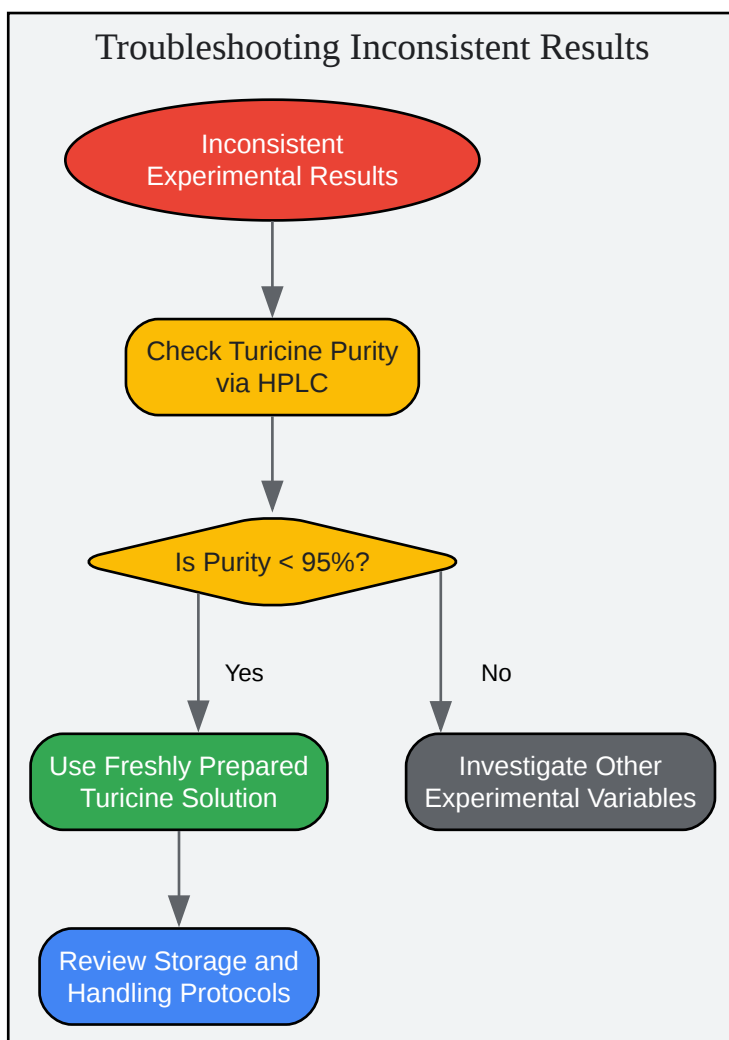 Troubleshooting Inconsistent Results
Inconsistent
Experimental Results
Check Turicine Purity
via HPLC
Is Purity < 95%?
Yes
No
Use Freshly Prepared
Turicine Solution
Investigate Other
Experimental Variables
Review Storage and
Handling Protocols